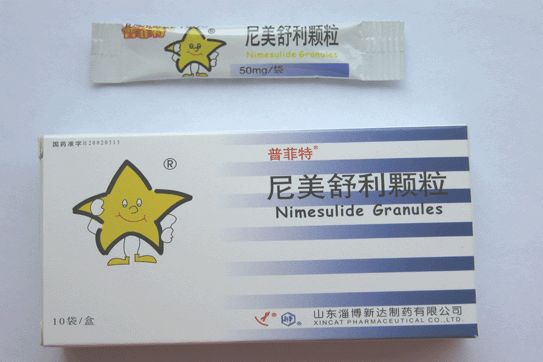 普菲特
尼美舒利颗粒
Nimesulide Granules
50mg/袋
国药准字H20020315
®
普菲特®
尼美舒利颗粒
Nimesulide Granules
10袋/盒
山东淄博新达制药有限公司
XINCAT PHARMACEUTICAL CO.,LTD.